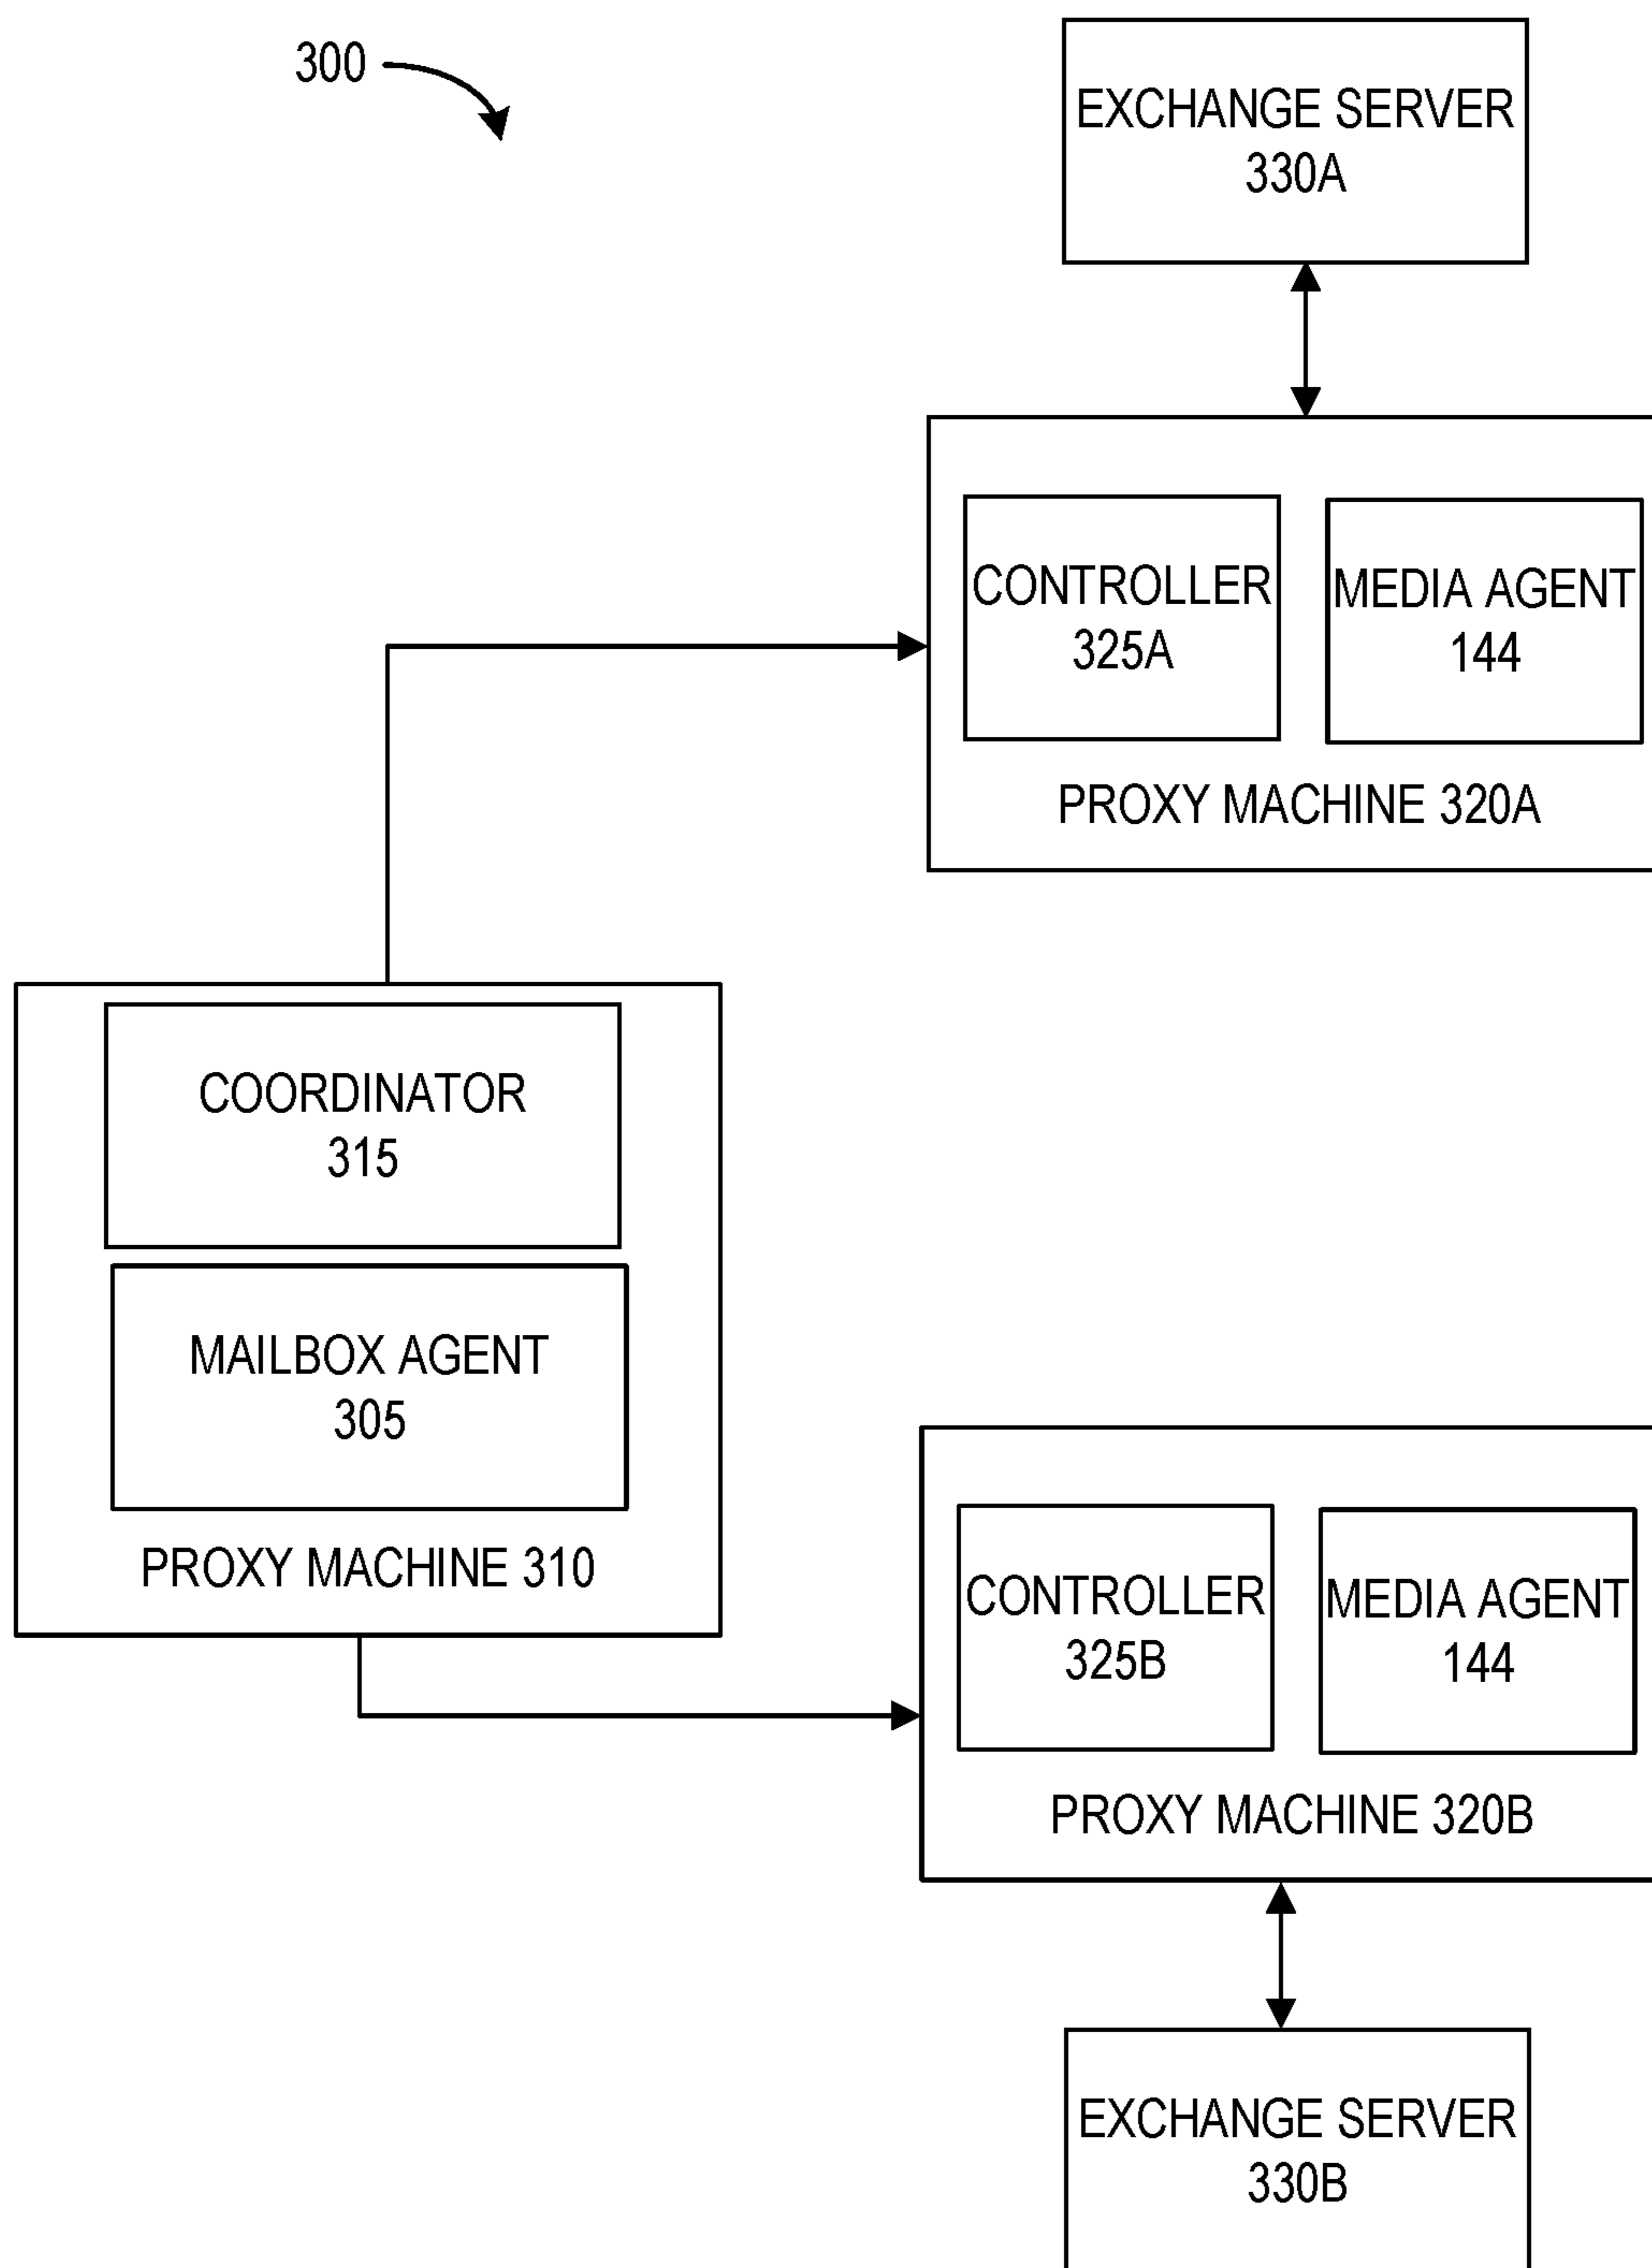 300
EXCHANGE SERVER
330A
CONTROLLER
325A
MEDIA AGENT
144
PROXY MACHINE 320A
COORDINATOR
315
MAILBOX AGENT
305
PROXY MACHINE 310
CONTROLLER
325B
MEDIA AGENT
144
PROXY MACHINE 320B
EXCHANGE SERVER
330B